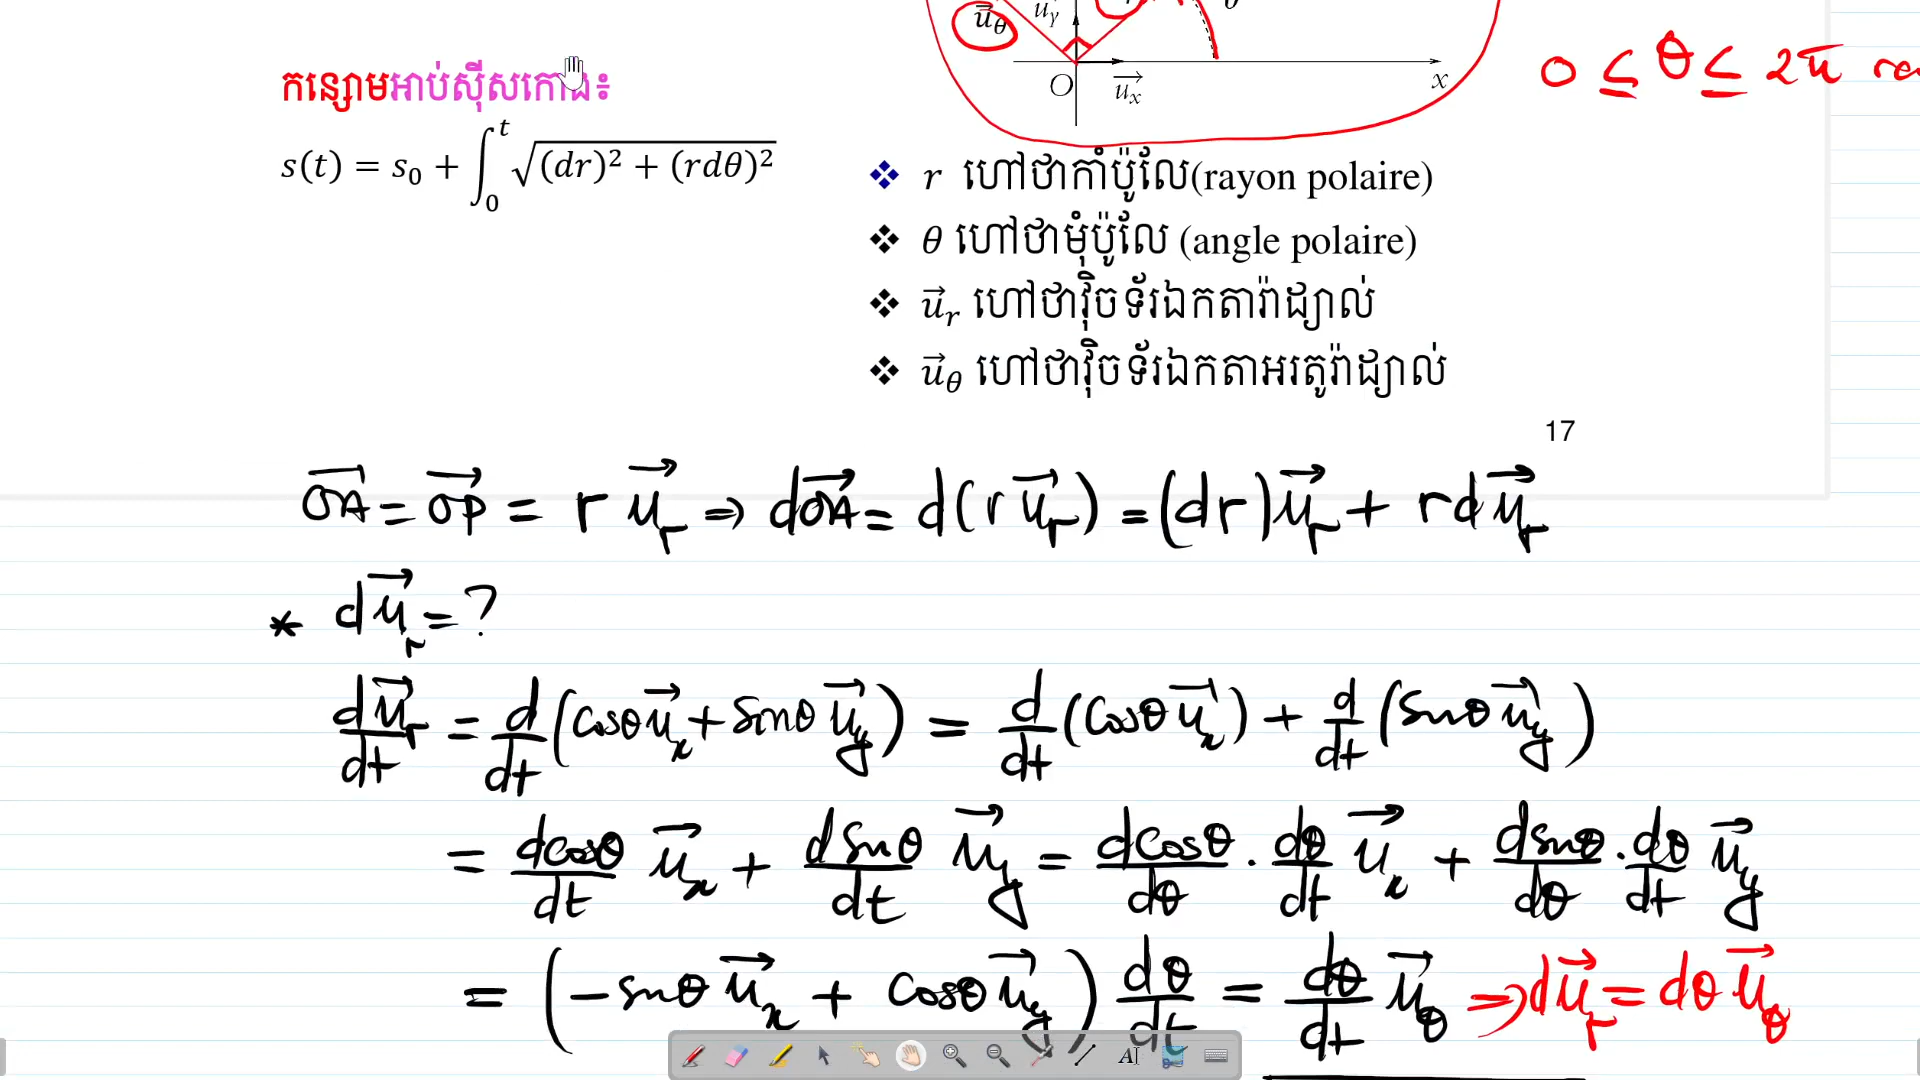 u⃗_θ u_y θ
O u⃗_x x
0 ≤ θ ≤ 2π
កន្សោមអាប់ស៊ីសកោង៖
s(t) = s₀ + ∫₀ᵗ √((dr)² + (rdθ)²)
❖ r ហៅថាកាំប៉ូលែ(rayon polaire)
❖ θ ហៅថាមុំប៉ូលែ (angle polaire)
❖ u⃗_r ហៅថាវ៉ិចទ័រឯកតារ៉ាដ្យាល់
❖ u⃗_θ ហៅថាវ៉ិចទ័រឯកតាអរតូរ៉ាដ្យាល់
17
OA⃗ = OP⃗ = r u⃗_r ⇒ dOA⃗ = d(r u⃗_r) = (dr)u⃗_r + rdu⃗_r
* du⃗_r = ?
du⃗_r/dt = d/dt (cosθ u⃗_x + sinθ u⃗_y) = d/dt (cosθ u⃗_x) + d/dt (sinθ u⃗_y)
= dcosθ/dt u⃗_x + dsinθ/dt u⃗_y = dcosθ/dθ · dθ/dt u⃗_x + dsinθ/dθ · dθ/dt u⃗_y
= (−sinθ u⃗_x + cosθ u⃗_y) dθ/dt = dθ/dt u⃗_θ ⇒ du⃗_r = dθ u⃗_θ